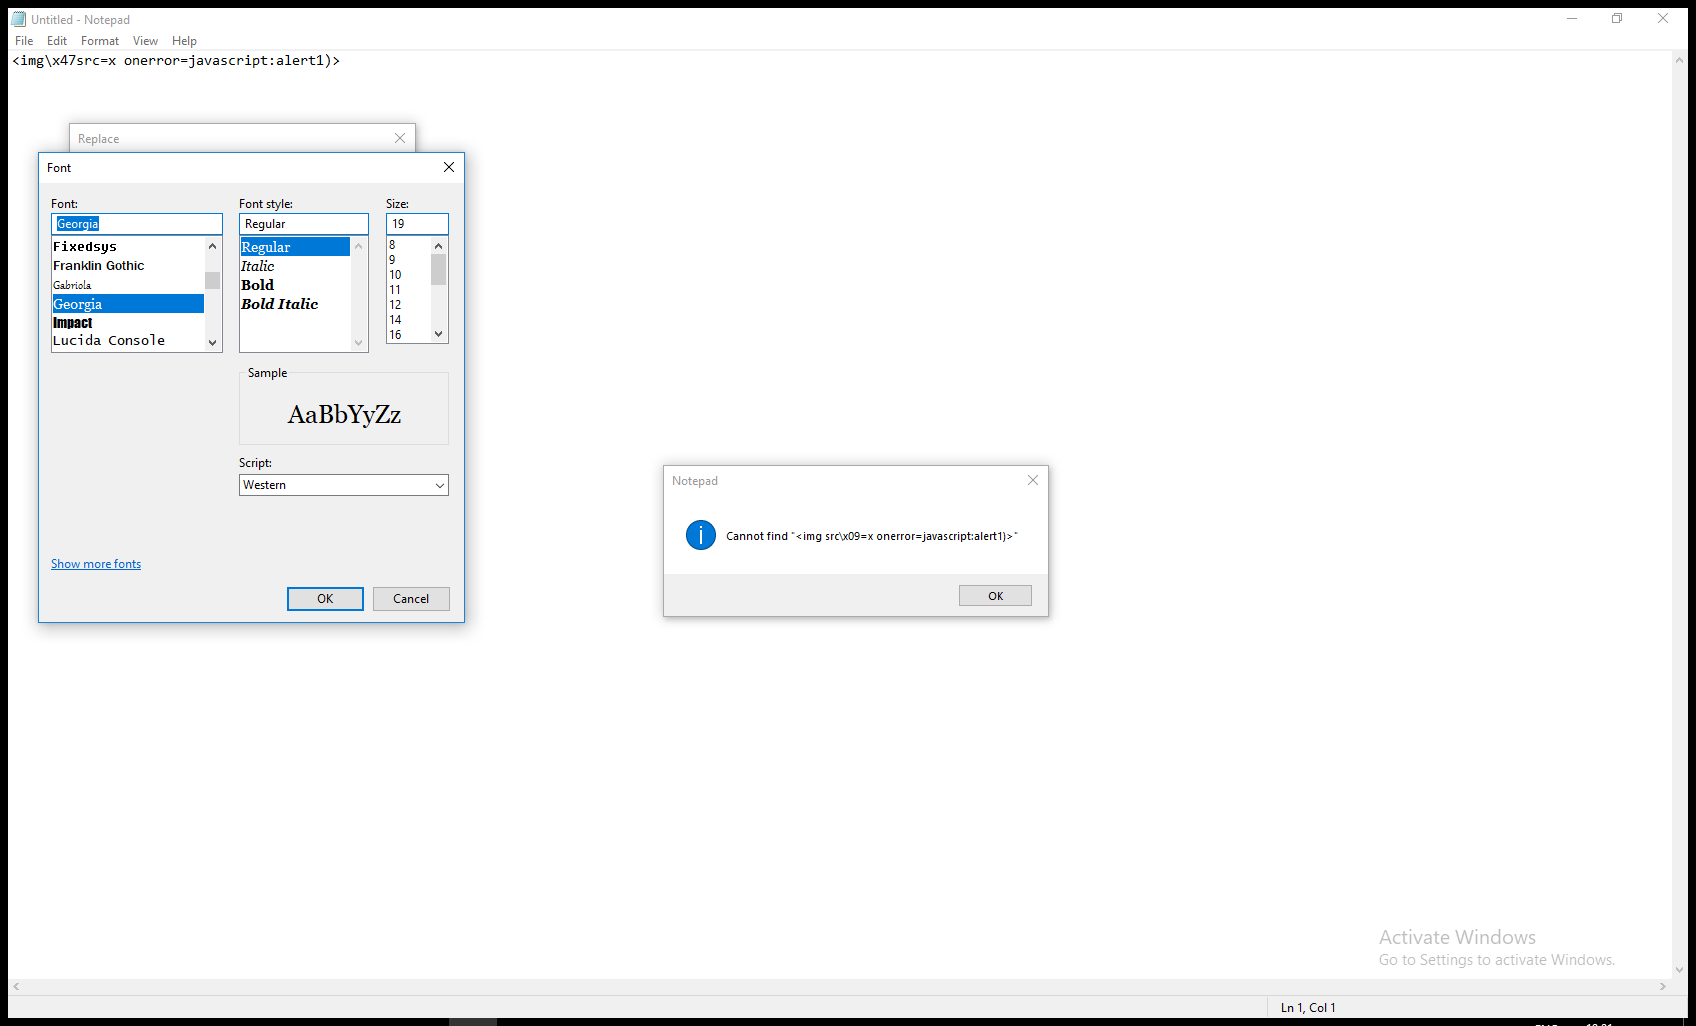 Untitled - Notepad
File Edit Format View Help
<img\x47src=x onerror=javascript:alert1)>
Replace
Font
Font: Font style: Size:
Georgia Regular 19
Fixedsys
Franklin Gothic
Gabriola
Georgia
Impact
Lucida Console
Regular
Italic
Bold
Bold Italic
8
9
10
11
12
14
16
Sample
AaBbYyZz
Script:
Western
Show more fonts
OK Cancel
Notepad
Cannot find "<img src\x09=x onerror=javascript:alert1)>"
OK
Activate Windows
Go to Settings to activate Windows.
Ln 1, Col 1